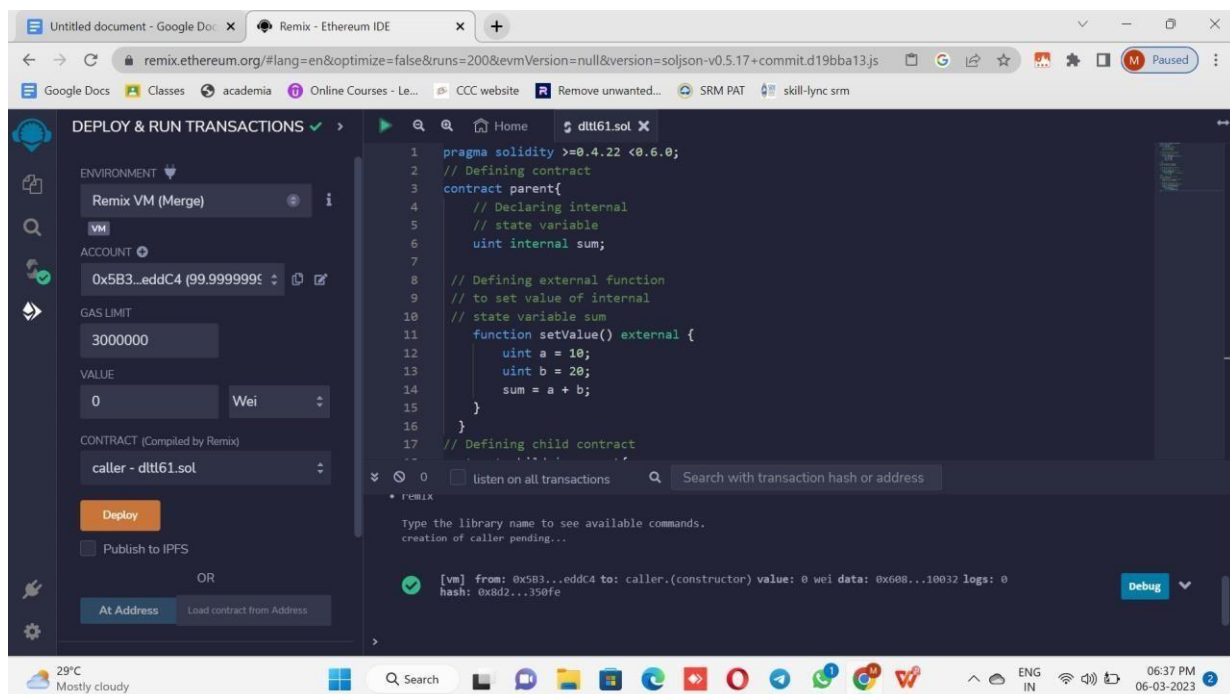 Untitled document - Google Doc
Remix - Ethereum IDE
remix.ethereum.org/#lang=en&optimize=false&runs=200&evmVersion=null&version=soljson-v0.5.17+commit.d19bba13.js
M Paused
Google Docs Classes academia Online Courses - Le... CCC website Remove unwanted... SRM PAT skill-lync srm
DEPLOY & RUN TRANSACTIONS
ENVIRONMENT
Remix VM (Merge)
VM
ACCOUNT
0x5B3...eddC4 (99.9999999
GAS LIMIT
3000000
VALUE
0 Wei
CONTRACT (Compiled by Remix)
caller - dltl61.sol
Deploy
Publish to IPFS
OR
At Address Load contract from Address
Home dltl61.sol
1 pragma solidity >=0.4.22 <0.6.0;
2 // Defining contract
3 contract parent{
4 // Declaring internal
5 // state variable
6 uint internal sum;
7
8 // Defining external function
9 // to set value of internal
10 // state variable sum
11 function setValue() external {
12 uint a = 10;
13 uint b = 20;
14 sum = a + b;
15 }
16 }
17 // Defining child contract
0 listen on all transactions Search with transaction hash or address
• remix
Type the library name to see available commands.
creation of caller pending...
[vm] from: 0x5B3...eddC4 to: caller.(constructor) value: 0 wei data: 0x608...10032 logs: 0
hash: 0x8d2...350fe
Debug
>
29°C
Mostly cloudy
Search
1
ENG
IN
06:37 PM
06-03-2023
2